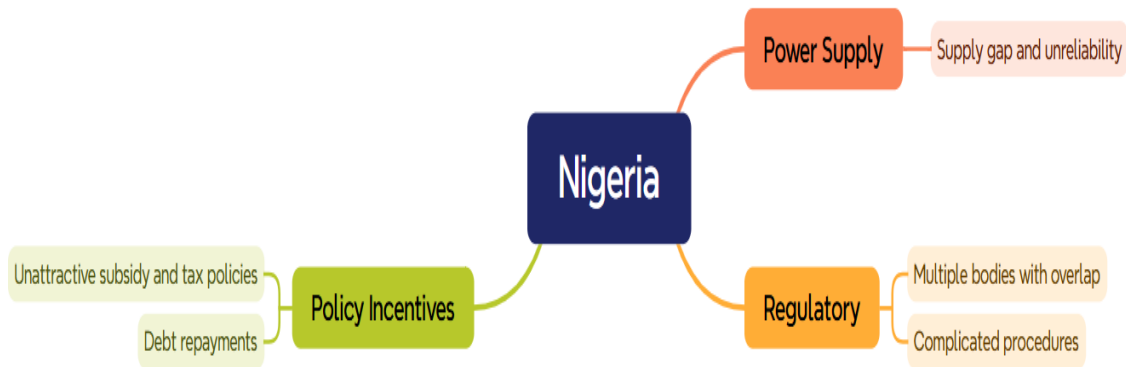 Power Supply
Supply gap and unreliability
Nigeria
Unattractive subsidy and tax policies
Debt repayments
Policy Incentives
Regulatory
Multiple bodies with overlap
Complicated procedures